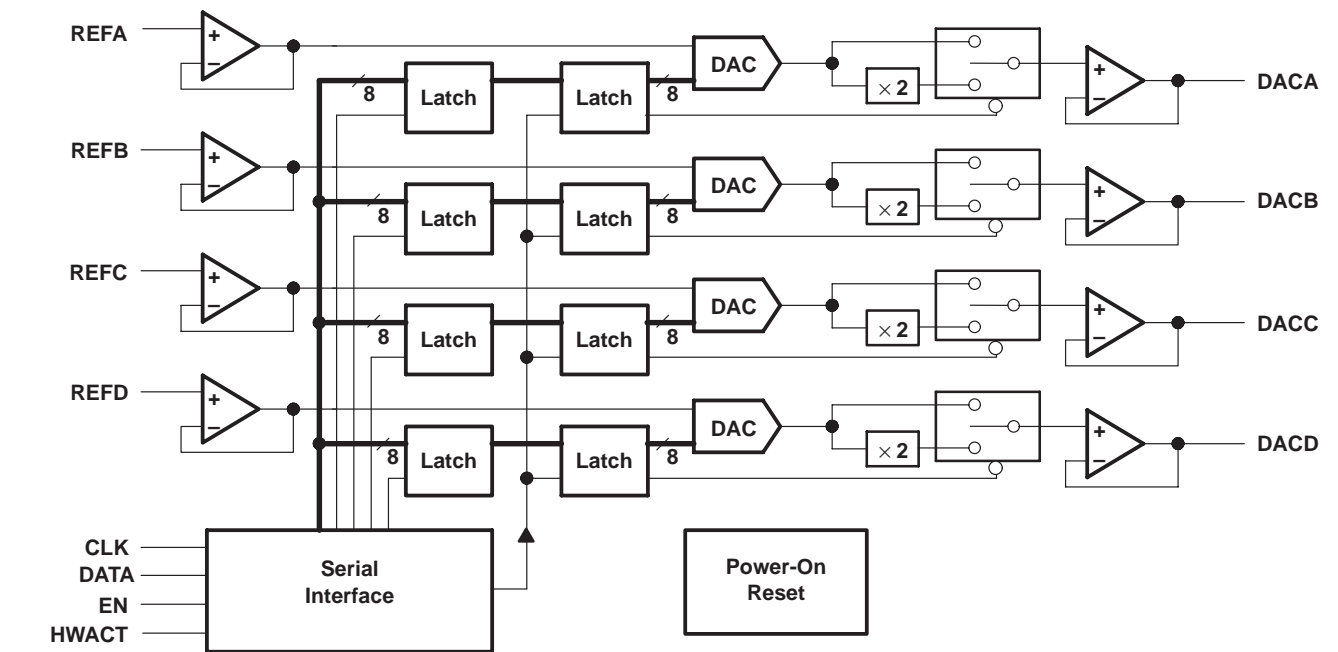 REFA
+
−
DAC
8
Latch
Latch
8
× 2
+
−
DACA
REFB
+
−
DAC
8
Latch
Latch
8
× 2
+
−
DACB
REFC
+
−
DAC
8
Latch
Latch
8
× 2
+
−
DACC
REFD
+
−
DAC
8
Latch
Latch
8
× 2
+
−
DACD
CLK
DATA
EN
HWACT
Serial
Interface
Power-On
Reset